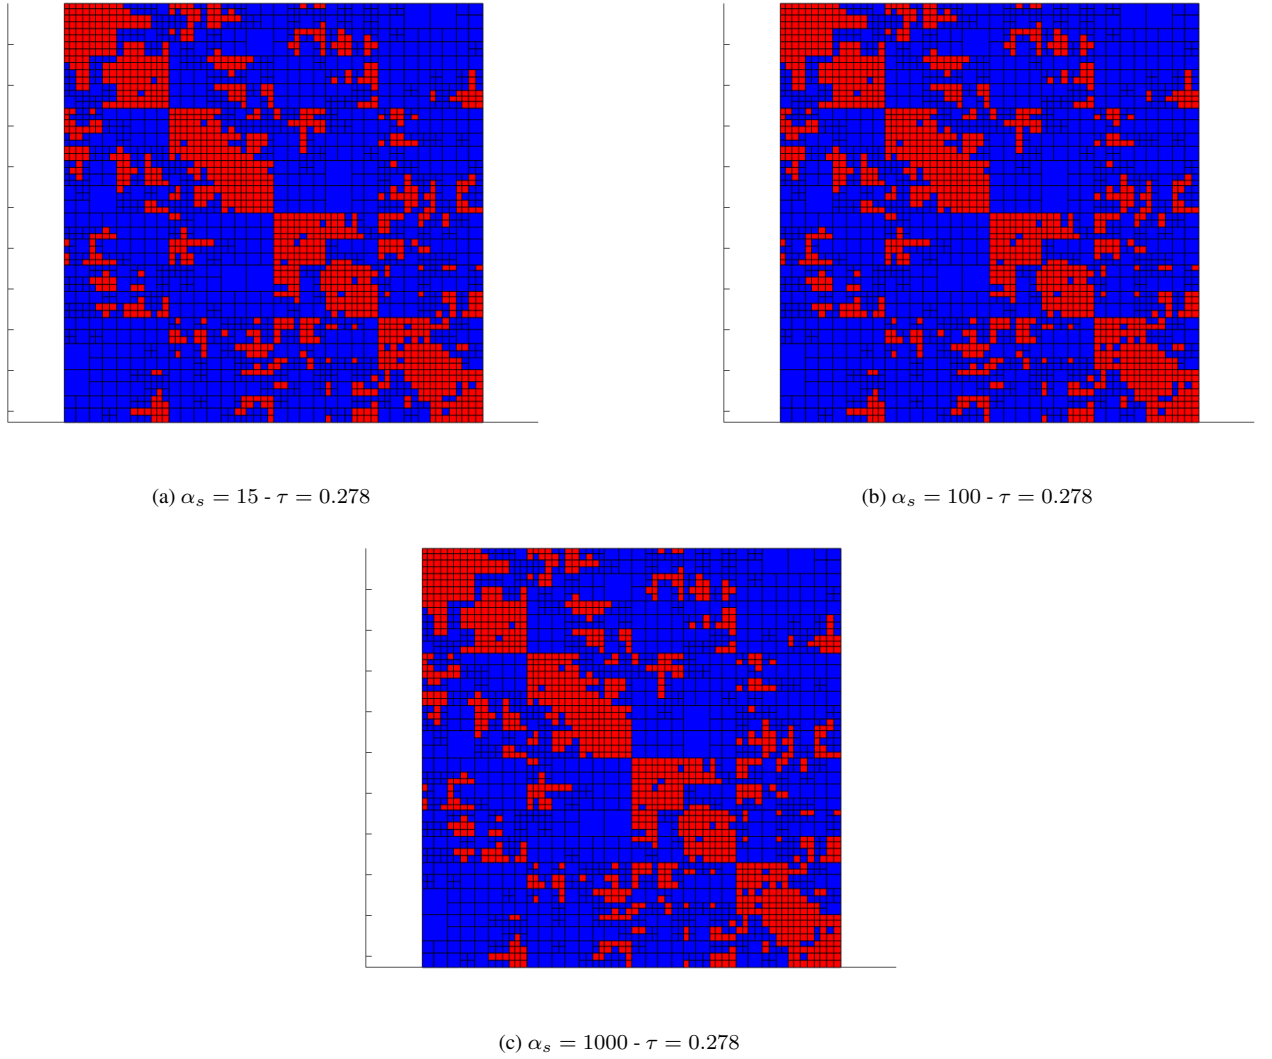 (a) αₛ = 15 - τ = 0.278
(b) αₛ = 100 - τ = 0.278
(c) αₛ = 1000 - τ = 0.278